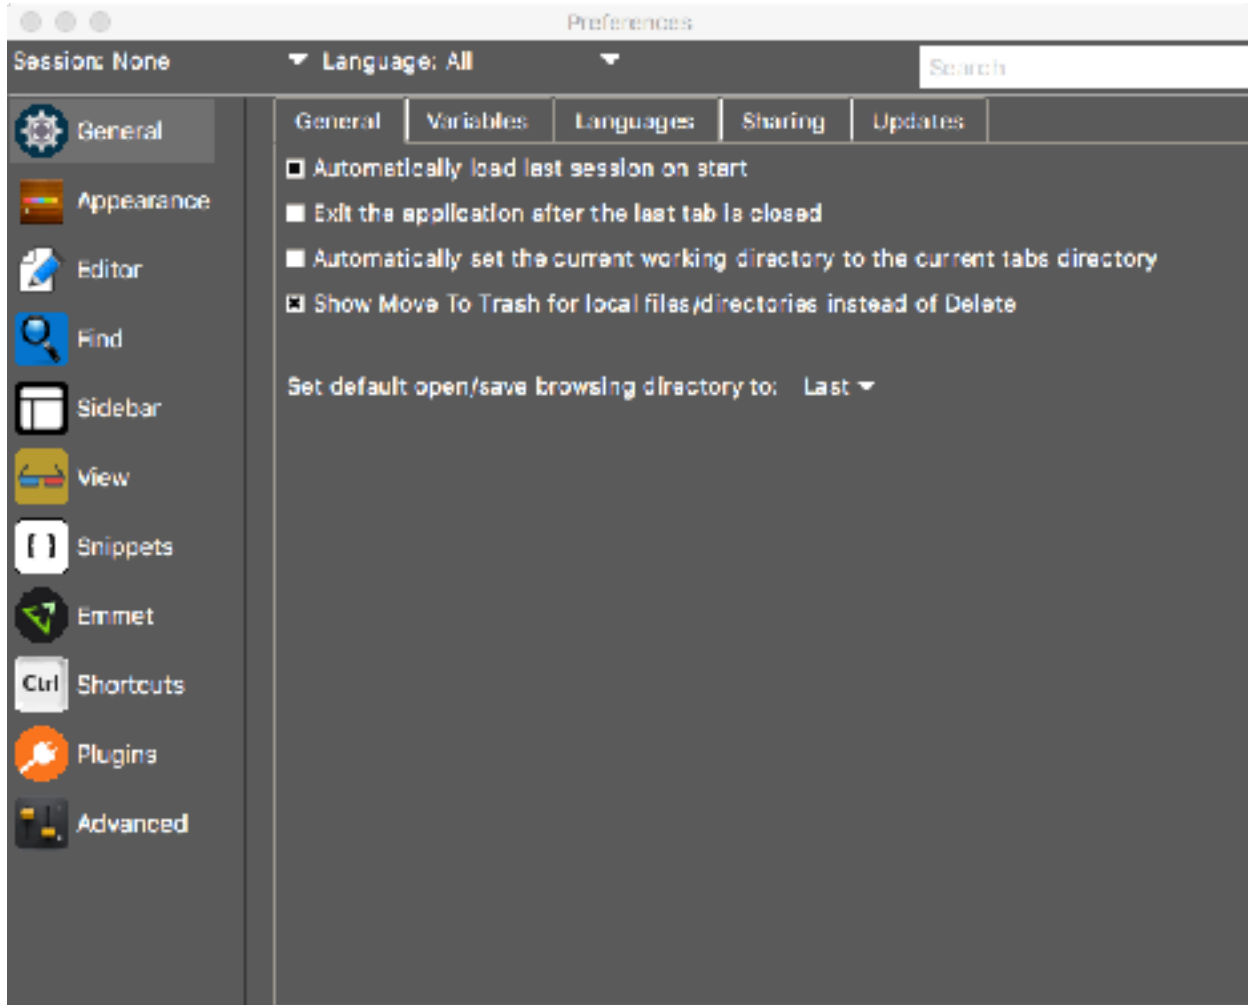 Preferences
Session: None
Language: All
Search
General
Appearance
Editor
Find
Sidebar
View
{ } Snippets
Emmet
Ctrl Shortcuts
Plugins
Advanced
General Variables Languages Sharing Updates
Automatically load last session on start
Exit the application after the last tab is closed
Automatically set the current working directory to the current tabs directory
Show Move To Trash for local files/directories instead of Delete
Set default open/save browsing directory to: Last